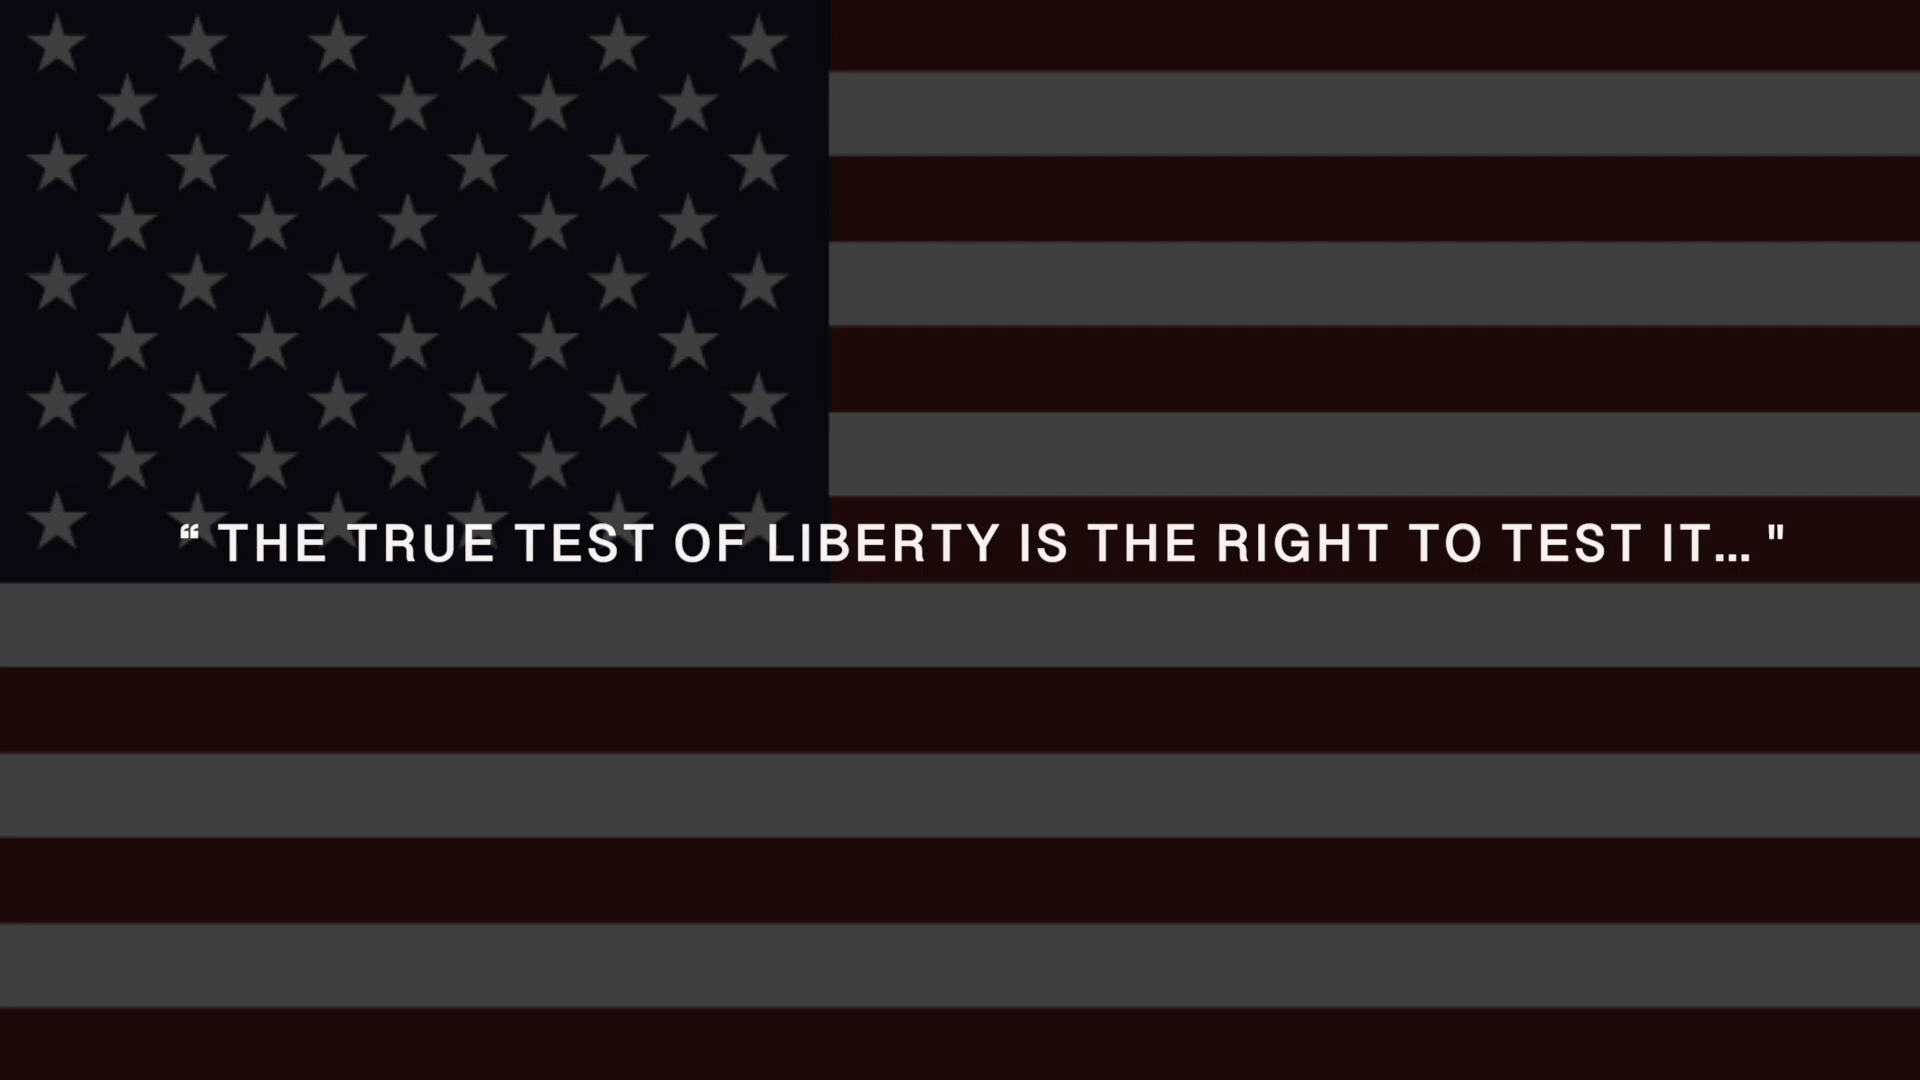 “ THE TRUE TEST OF LIBERTY IS THE RIGHT TO TEST IT... "